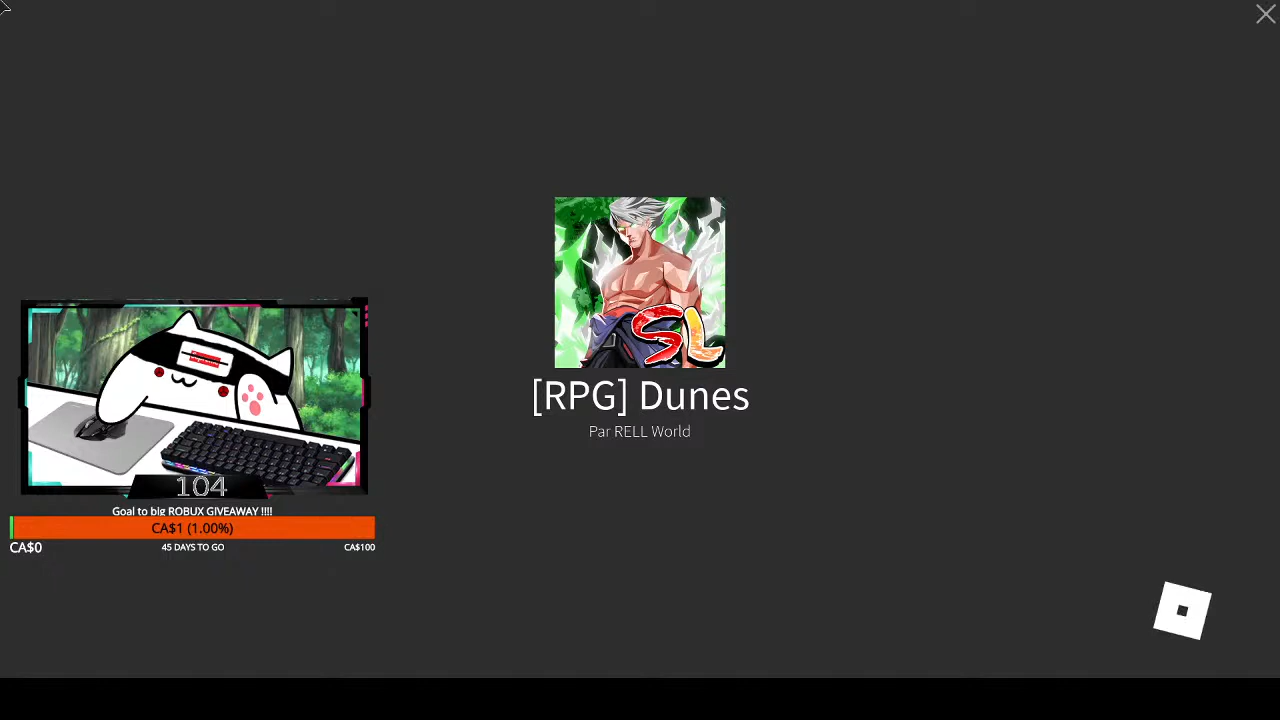 SL
[RPG] Dunes
Par RELL World
104
Goal to big ROBUX GIVEAWAY !!!!
CA$1 (1.00%)
CA$0
45 DAYS TO GO
CA$100